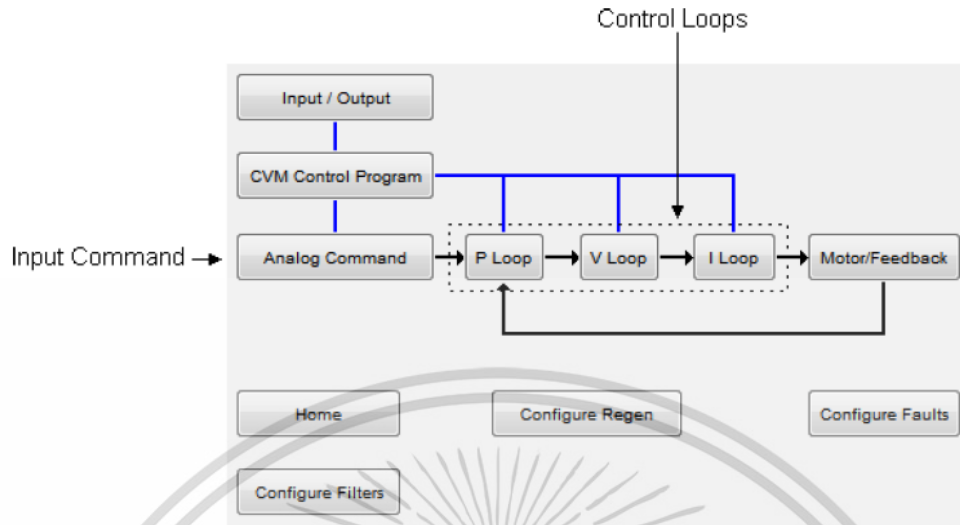 Control Loops
Input / Output
CVM Control Program
Input Command
Analog Command
P Loop
V Loop
I Loop
Motor/Feedback
Home
Configure Regen
Configure Faults
Configure Filters